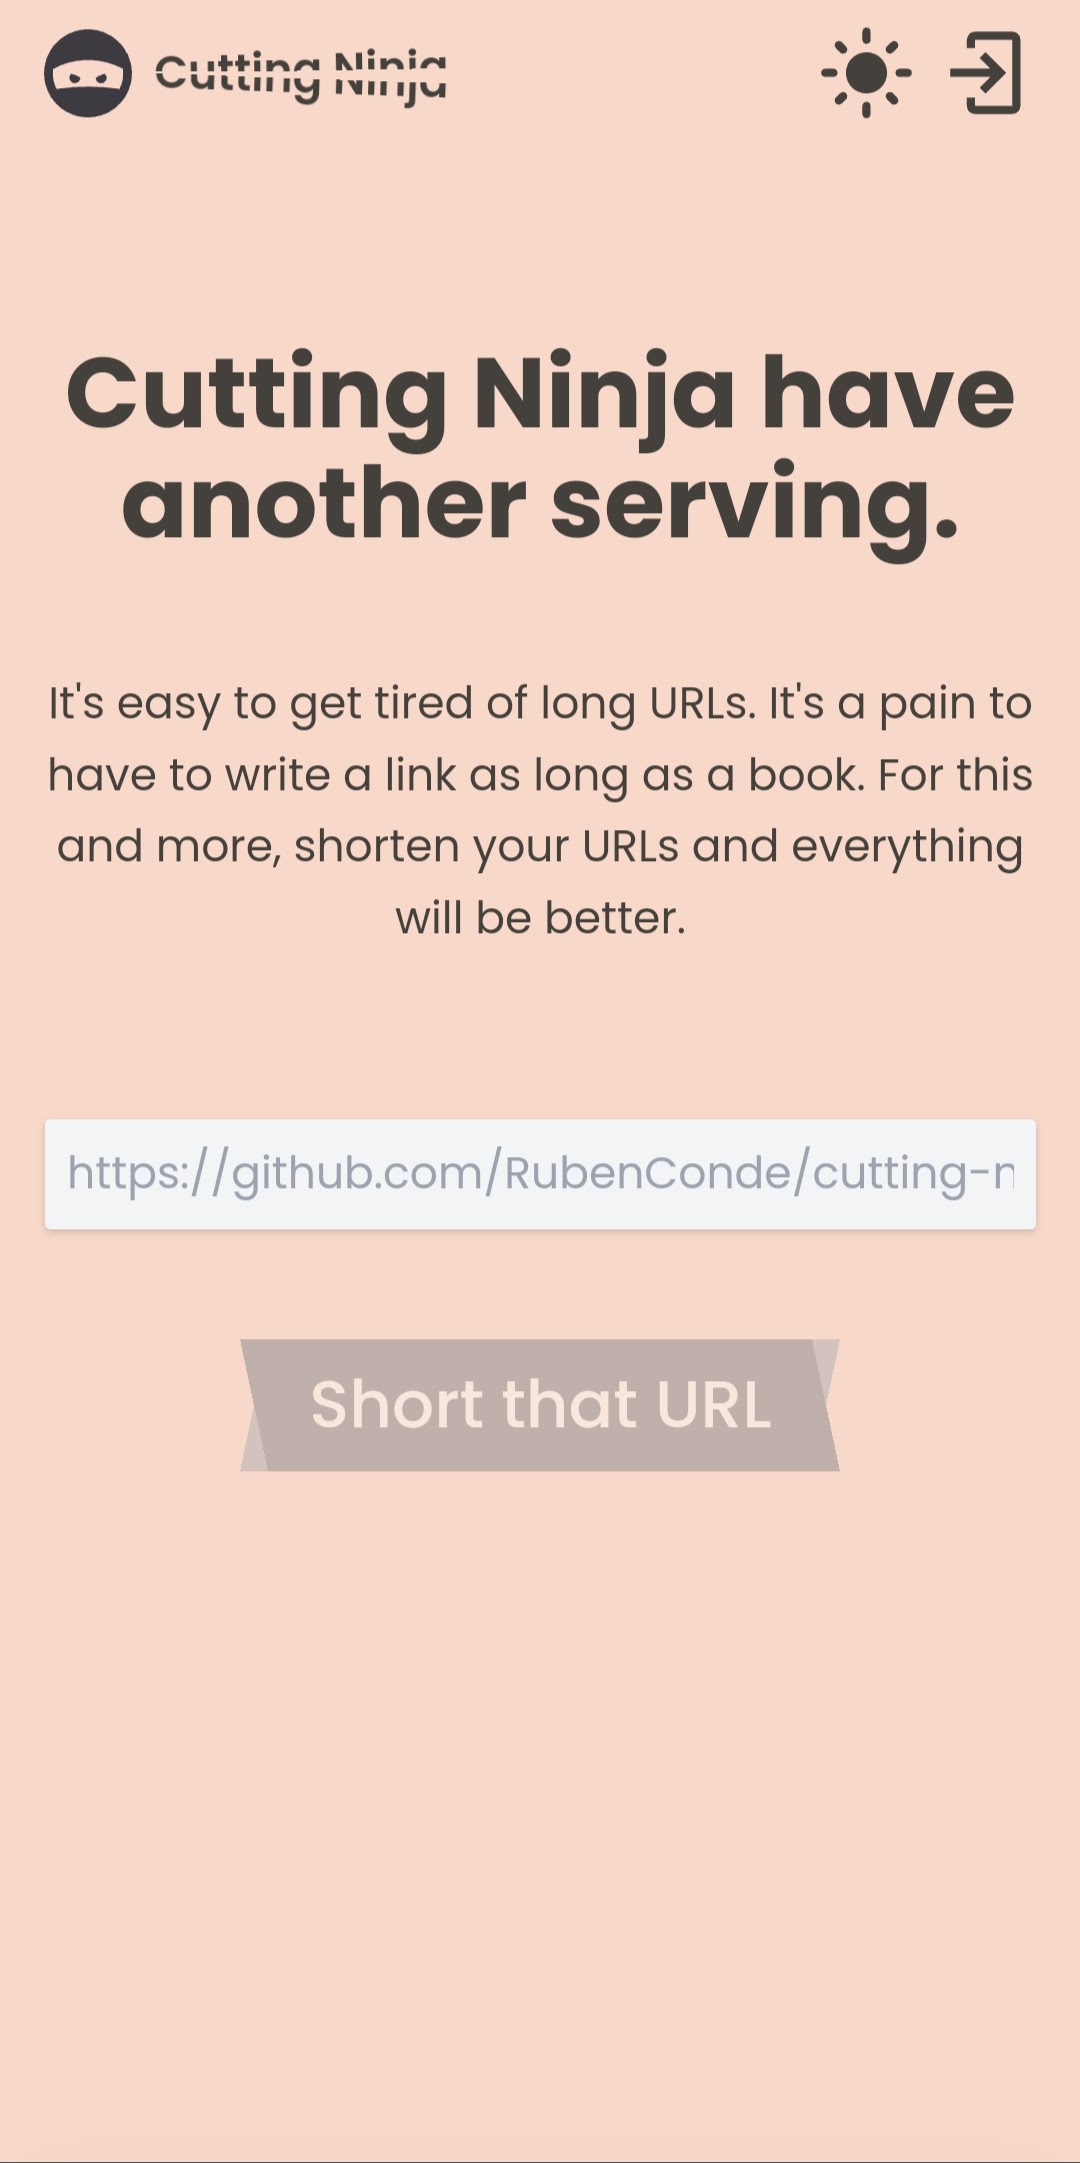 Cutting Ninja
Cutting Ninja have
another serving.
It's easy to get tired of long URLs. It's a pain to
have to write a link as long as a book. For this
and more, shorten your URLs and everything
will be better.
https://github.com/RubenConde/cutting-n
Short that URL